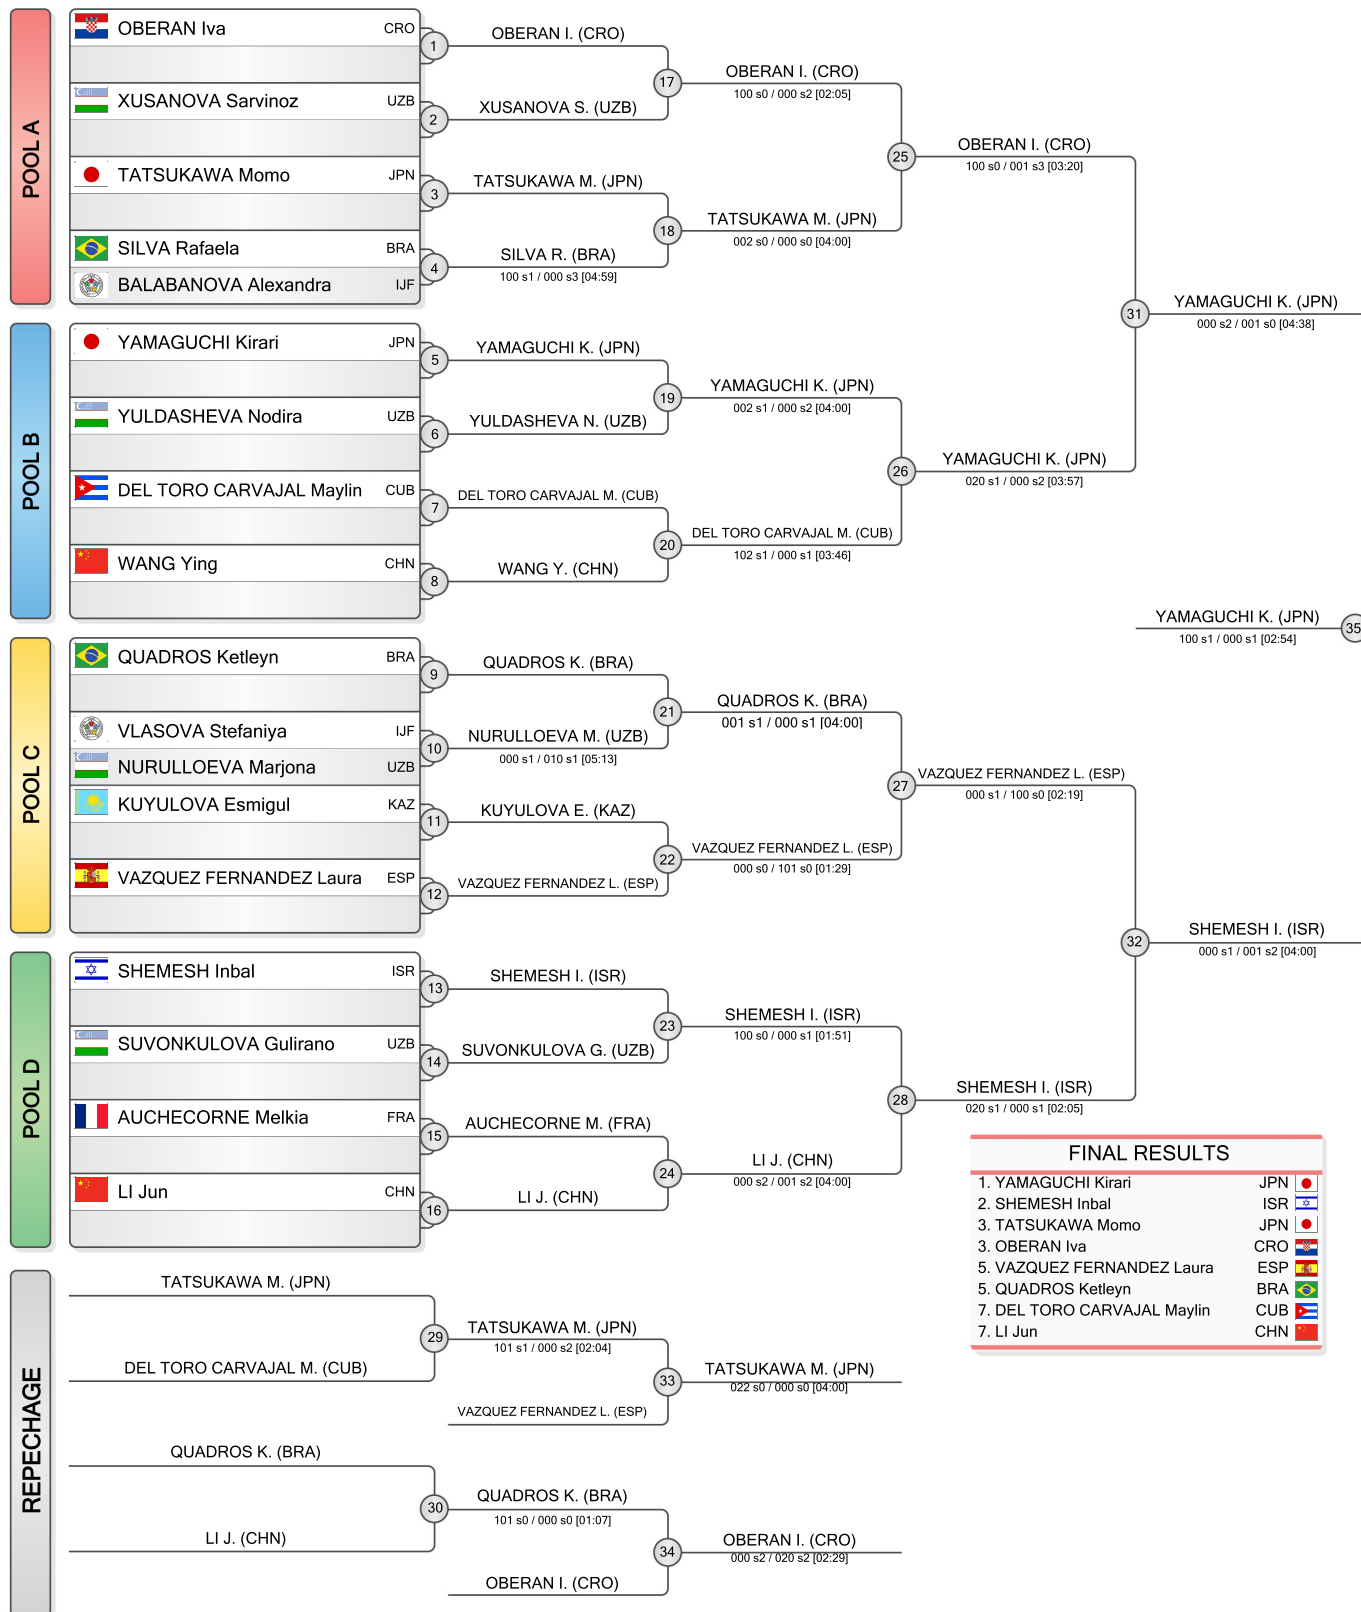 POOL A
OBERAN Iva CRO
XUSANOVA Sarvinoz UZB
TATSUKAWA Momo JPN
SILVA Rafaela BRA
BALABANOVA Alexandra IJF
1
2
3
4
OBERAN I. (CRO)
XUSANOVA S. (UZB)
TATSUKAWA M. (JPN)
SILVA R. (BRA)
100 s1 / 000 s3 [04:59]
17
18
OBERAN I. (CRO)
100 s0 / 000 s2 [02:05]
TATSUKAWA M. (JPN)
002 s0 / 000 s0 [04:00]
25
OBERAN I. (CRO)
100 s0 / 001 s3 [03:20]
POOL B
YAMAGUCHI Kirari JPN
YULDASHEVA Nodira UZB
DEL TORO CARVAJAL Maylin CUB
WANG Ying CHN
5
6
7
8
YAMAGUCHI K. (JPN)
YULDASHEVA N. (UZB)
DEL TORO CARVAJAL M. (CUB)
WANG Y. (CHN)
19
20
YAMAGUCHI K. (JPN)
002 s1 / 000 s2 [04:00]
DEL TORO CARVAJAL M. (CUB)
102 s1 / 000 s1 [03:46]
26
YAMAGUCHI K. (JPN)
020 s1 / 000 s2 [03:57]
31
YAMAGUCHI K. (JPN)
000 s2 / 001 s0 [04:38]
YAMAGUCHI K. (JPN)
100 s1 / 000 s1 [02:54]
35
POOL C
QUADROS Ketleyn BRA
VLASOVA Stefaniya IJF
NURULLOEVA Marjona UZB
KUYULOVA Esmigul KAZ
VAZQUEZ FERNANDEZ Laura ESP
9
10
11
12
QUADROS K. (BRA)
NURULLOEVA M. (UZB)
000 s1 / 010 s1 [05:13]
KUYULOVA E. (KAZ)
VAZQUEZ FERNANDEZ L. (ESP)
21
22
QUADROS K. (BRA)
001 s1 / 000 s1 [04:00]
VAZQUEZ FERNANDEZ L. (ESP)
000 s0 / 101 s0 [01:29]
27
VAZQUEZ FERNANDEZ L. (ESP)
000 s1 / 100 s0 [02:19]
POOL D
SHEMESH Inbal ISR
SUVONKULOVA Gulirano UZB
AUCHECORNE Melkia FRA
LI Jun CHN
13
14
15
16
SHEMESH I. (ISR)
SUVONKULOVA G. (UZB)
AUCHECORNE M. (FRA)
LI J. (CHN)
23
24
SHEMESH I. (ISR)
100 s0 / 000 s1 [01:51]
LI J. (CHN)
000 s2 / 001 s2 [04:00]
28
SHEMESH I. (ISR)
020 s1 / 000 s1 [02:05]
32
SHEMESH I. (ISR)
000 s1 / 001 s2 [04:00]
FINAL RESULTS
1. YAMAGUCHI Kirari JPN
2. SHEMESH Inbal ISR
3. TATSUKAWA Momo JPN
3. OBERAN Iva CRO
5. VAZQUEZ FERNANDEZ Laura ESP
5. QUADROS Ketleyn BRA
7. DEL TORO CARVAJAL Maylin CUB
7. LI Jun CHN
REPECHAGE
TATSUKAWA M. (JPN)
DEL TORO CARVAJAL M. (CUB)
29
TATSUKAWA M. (JPN)
101 s1 / 000 s2 [02:04]
VAZQUEZ FERNANDEZ L. (ESP)
33
TATSUKAWA M. (JPN)
022 s0 / 000 s0 [04:00]
QUADROS K. (BRA)
LI J. (CHN)
30
QUADROS K. (BRA)
101 s0 / 000 s0 [01:07]
OBERAN I. (CRO)
34
OBERAN I. (CRO)
000 s2 / 020 s2 [02:29]